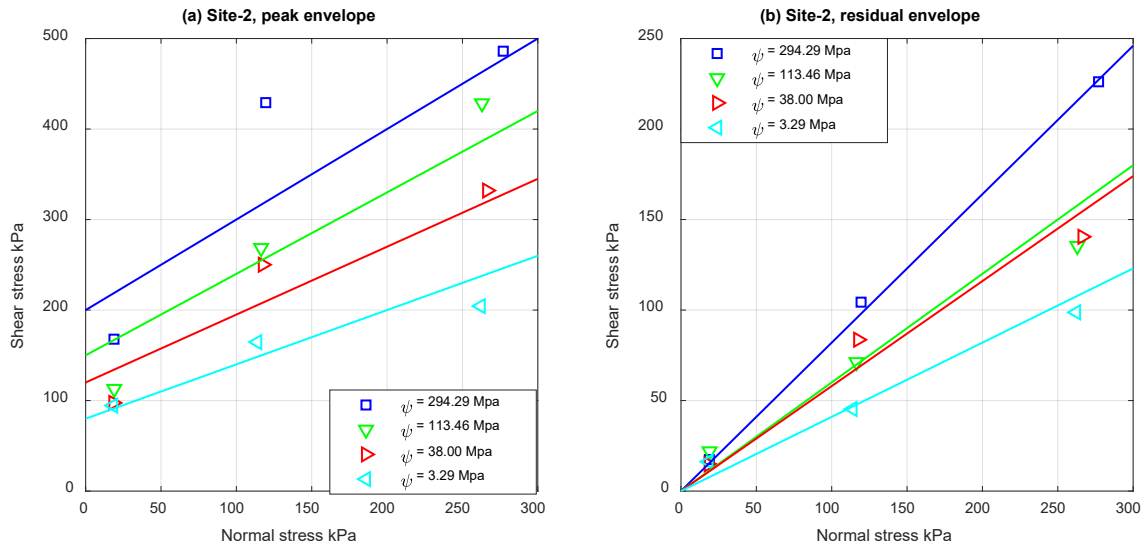 (a) Site-2, peak envelope
500
400
300
200
100
0
Shear stress kPa
0 50 100 150 200 250 300
Normal stress kPa
ψ = 294.29 Mpa
ψ = 113.46 Mpa
ψ = 38.00 Mpa
ψ = 3.29 Mpa
(b) Site-2, residual envelope
250
200
150
100
50
0
Shear stress kPa
0 50 100 150 200 250 300
Normal stress kPa
ψ = 294.29 Mpa
ψ = 113.46 Mpa
ψ = 38.00 Mpa
ψ = 3.29 Mpa